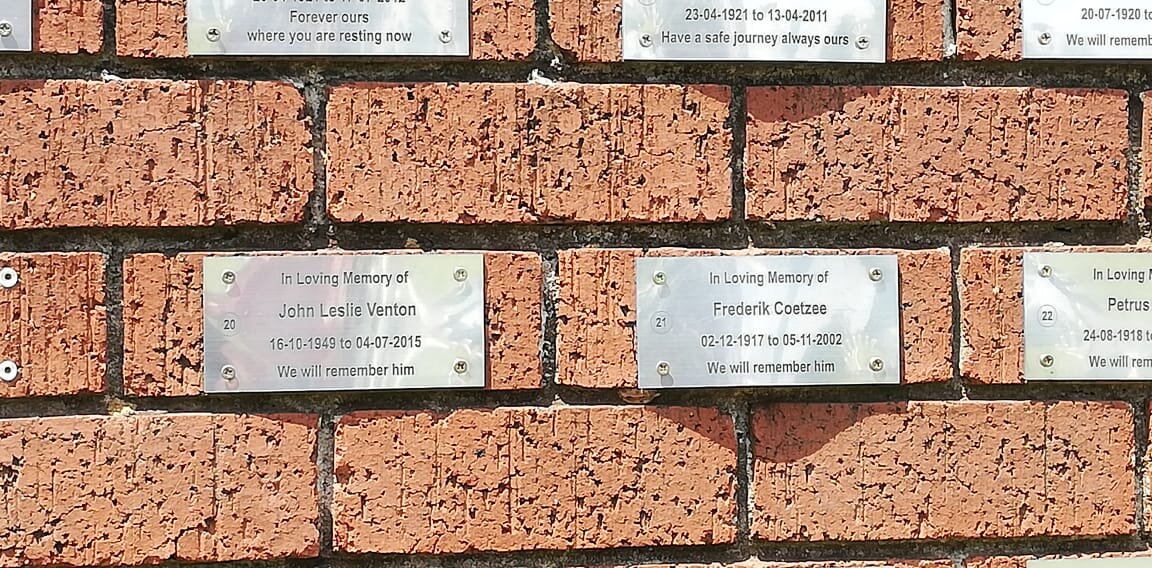 Forever ours
where you are resting now
23-04-1921 to 13-04-2011
Have a safe journey always ours
20-07-1920 to
We will
In Loving Memory of
John Leslie Venton
20
16-10-1949 to 04-07-2015
We will remember him
In Loving Memory of
Frederik Coetzee
21
02-12-1917 to 05-11-2002
We will remember him
In Loving
Petrus
22
24-08-1918 to
We will